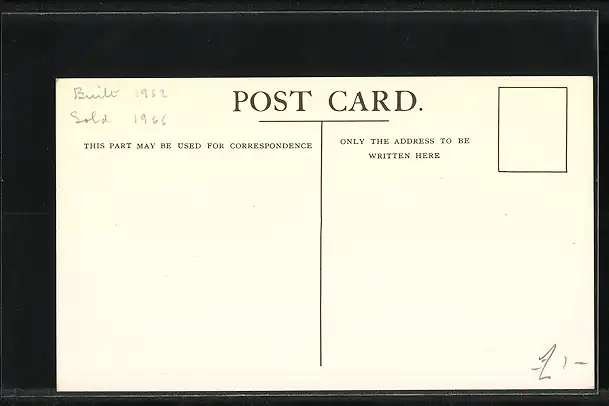 Built 1962
Sold 1966
POST CARD.
THIS PART MAY BE USED FOR CORRESPONDENCE
ONLY THE ADDRESS TO BE
WRITTEN HERE
£1,-